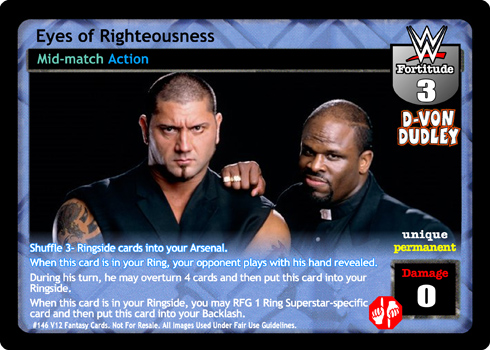 Eyes of Righteousness
Mid-match Action
W
Fortitude
3
D-VON
DUDLEY
Shuffle 3- Ringside cards into your Arsenal.
When this card is in your Ring, your opponent plays with his hand revealed.
During his turn, he may overturn 4 cards and then put this card into your
Ringside.
When this card is in your Ringside, you may RFG 1 Ring Superstar-specific
card and then put this card into your Backlash.
#146 V12 Fantasy Cards. Not For Resale. All Images Used Under Fair Use Guidelines.
unique
permanent
Damage
0